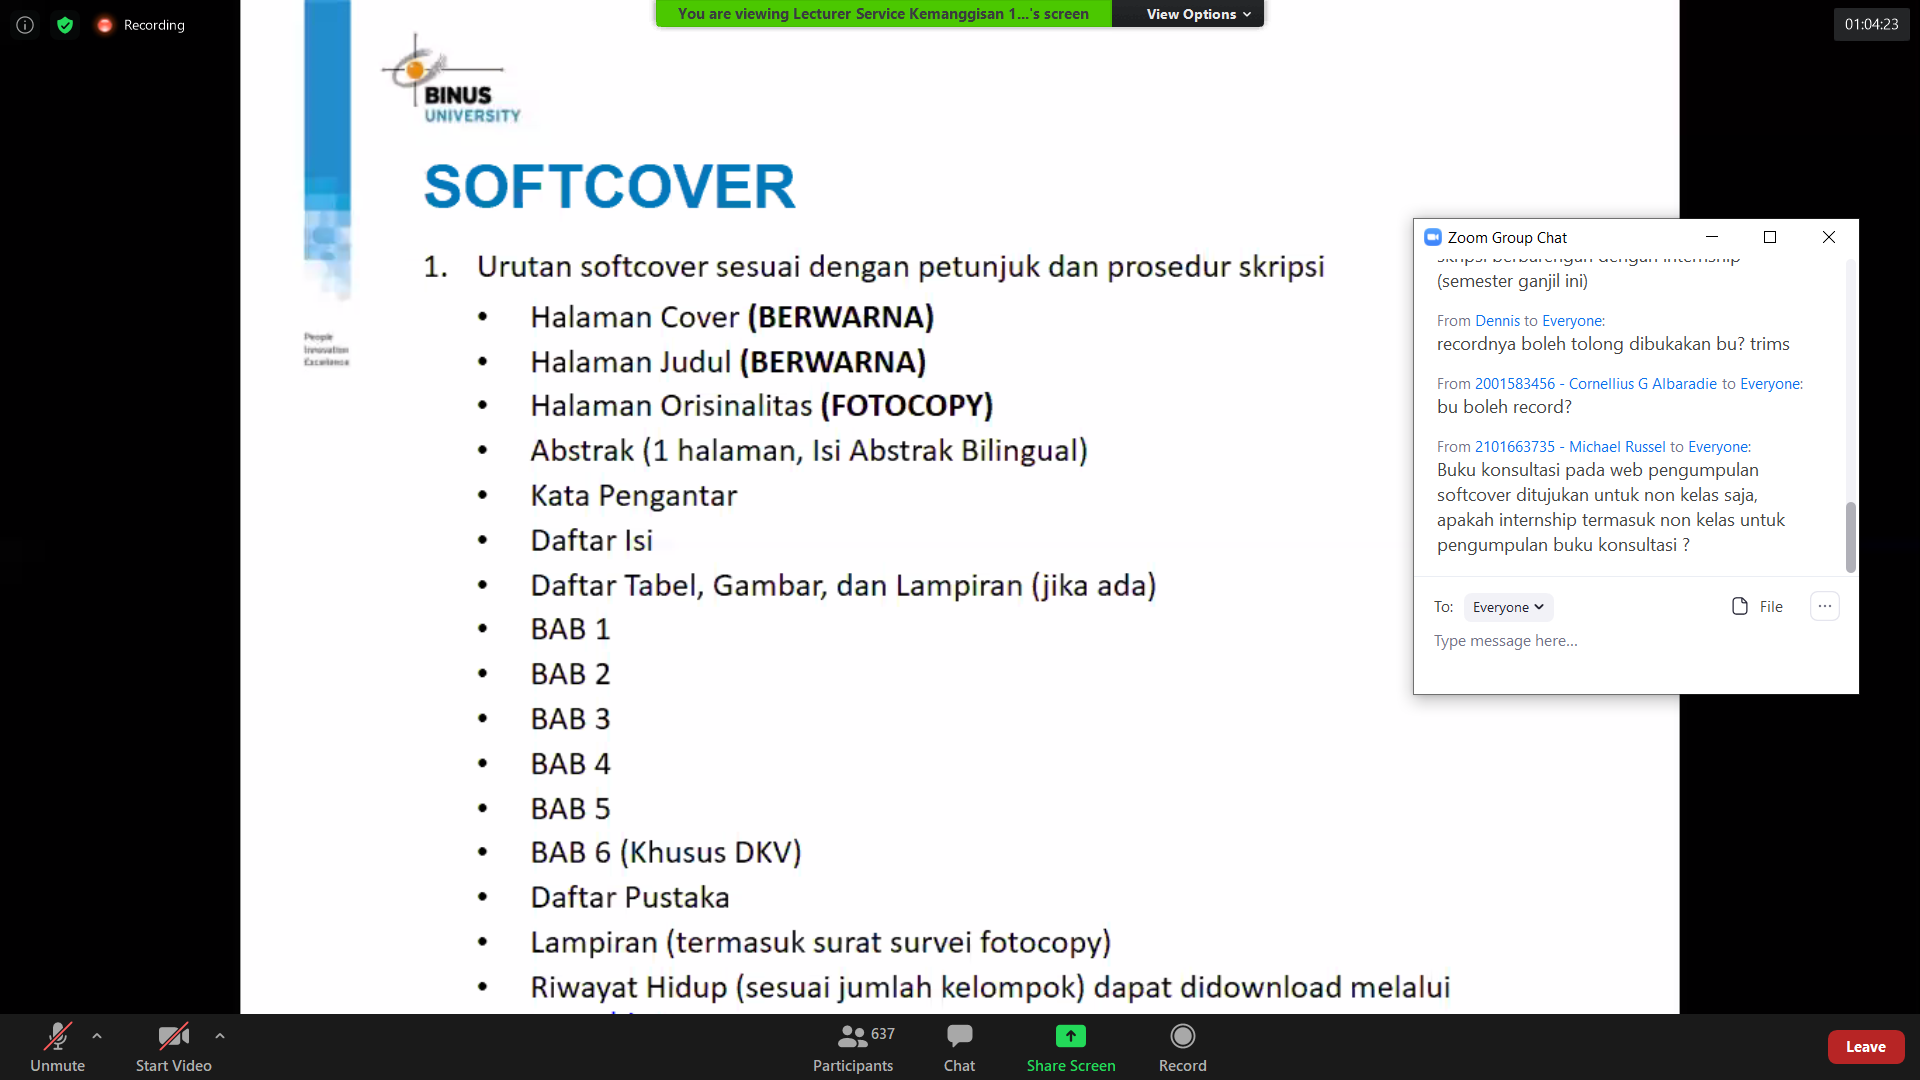 Recording
You are viewing Lecturer Service Kemanggisan 1...'s screen
View Options
01:04:23
BINUS
UNIVERSITY
People
Innovation
Excellence
SOFTCOVER
1. Urutan softcover sesuai dengan petunjuk dan prosedur skripsi
• Halaman Cover (BERWARNA)
• Halaman Judul (BERWARNA)
• Halaman Orisinalitas (FOTOCOPY)
• Abstrak (1 halaman, Isi Abstrak Bilingual)
• Kata Pengantar
• Daftar Isi
• Daftar Tabel, Gambar, dan Lampiran (jika ada)
• BAB 1
• BAB 2
• BAB 3
• BAB 4
• BAB 5
• BAB 6 (Khusus DKV)
• Daftar Pustaka
• Lampiran (termasuk surat survei fotocopy)
• Riwayat Hidup (sesuai jumlah kelompok) dapat didownload melalui
Zoom Group Chat
skripsi berbarengan dengan internship
(semester ganjil ini)
From Dennis to Everyone:
recordnya boleh tolong dibukakan bu? trims
From 2001583456 - Cornellius G Albaradie to Everyone:
bu boleh record?
From 2101663735 - Michael Russel to Everyone:
Buku konsultasi pada web pengumpulan
softcover ditujukan untuk non kelas saja,
apakah internship termasuk non kelas untuk
pengumpulan buku konsultasi ?
To: Everyone
File
Type message here...
Unmute
Start Video
637
Participants
Chat
Share Screen
Record
Leave